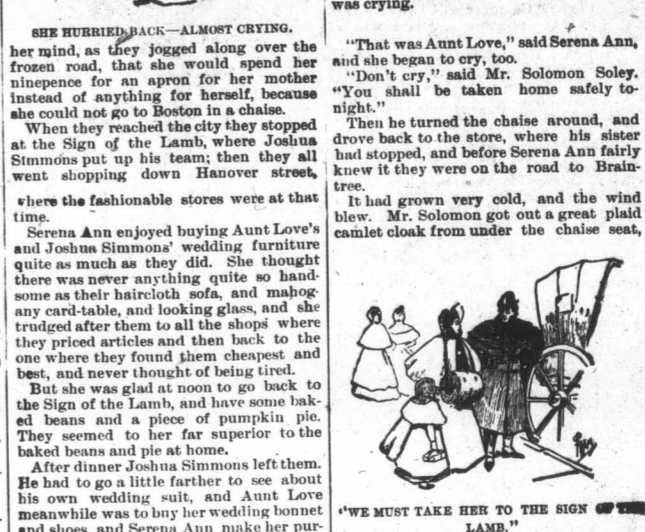 SHE HURRIED BACK—ALMOST CRYING.
her mind, as they jogged along over the
frozen road, that she would spend her
ninepence for an apron for her mother
instead of anything for herself, because
she could not go to Boston in a chaise.
When they reached the city they stopped
at the Sign of the Lamb, where Joshua
Simmons put up his team; then they all
went shopping down Hanover street,
where the fashionable stores were at that
time.
Serena Ann enjoyed buying Aunt Love's
and Joshua Simmons' wedding furniture
quite as much as they did. She thought
there was never anything quite so hand-
some as their haircloth sofa, and mahog-
any card-table, and looking glass, and she
trudged after them to all the shops where
they priced articles and then back to the
one where they found them cheapest and
best, and never thought of being tired.
But she was glad at noon to go back to
the Sign of the Lamb, and have some bak-
ed beans and a piece of pumpkin pie.
They seemed to her far superior to the
baked beans and pie at home.
After dinner Joshua Simmons left them.
He had to go a little farther to see about
his own wedding suit, and Aunt Love
meanwhile was to buy her wedding bonnet
and shoes, and Serena Ann make her pur-
was crying.
"That was Aunt Love," said Serena Ann,
and she began to cry, too.
"Don't cry," said Mr. Solomon Soley.
"You shall be taken home safely to-
night."
Then he turned the chaise around, and
drove back to the store, where his sister
had stopped, and before Serena Ann fairly
knew it they were on the road to Brain-
tree.
It had grown very cold, and the wind
blew. Mr. Solomon got out a great plaid
camlet cloak from under the chaise seat,
"WE MUST TAKE HER TO THE SIGN OF THE
LAMB."